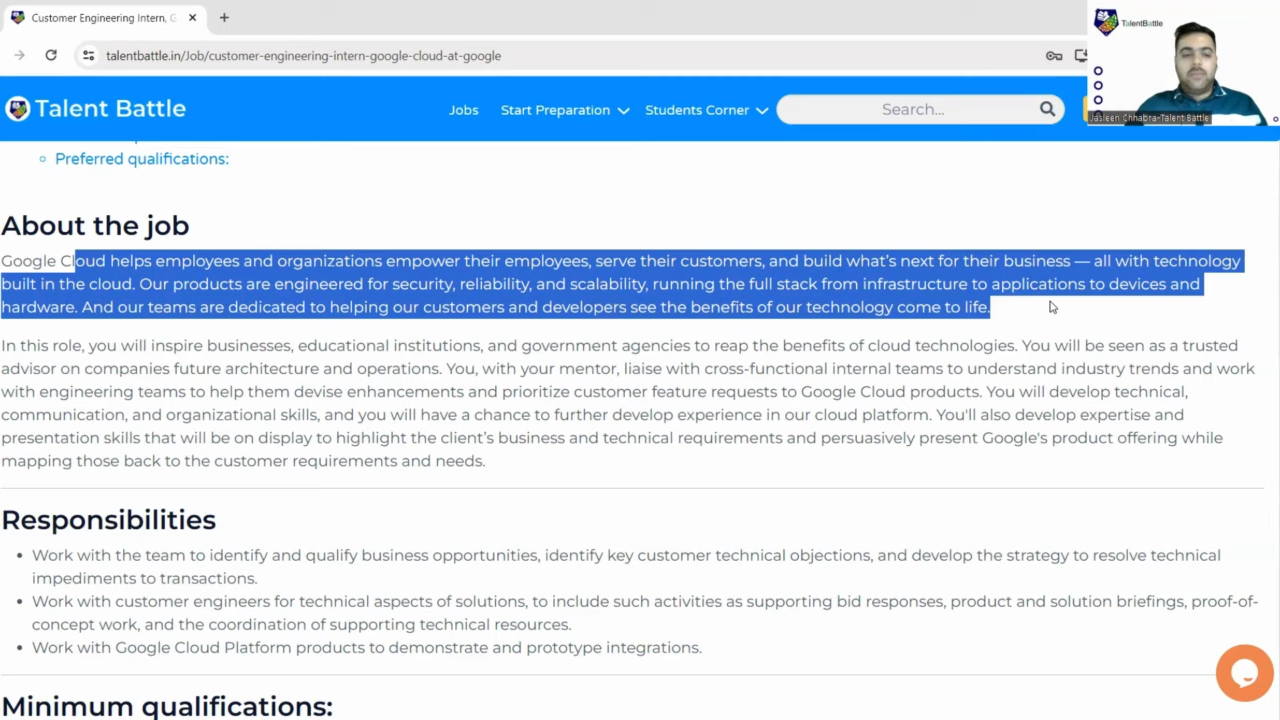 Customer Engineering Intern, G
talentbattle.in/Job/customer-engineering-intern-google-cloud-at-google
TalentBattle
Jasleen Chhabra-Talent Battle
Talent Battle
Jobs
Start Preparation
Students Corner
Search...
Preferred qualifications:
About the job
Google Cloud helps employees and organizations empower their employees, serve their customers, and build what's next for their business — all with technology
built in the cloud. Our products are engineered for security, reliability, and scalability, running the full stack from infrastructure to applications to devices and
hardware. And our teams are dedicated to helping our customers and developers see the benefits of our technology come to life.
In this role, you will inspire businesses, educational institutions, and government agencies to reap the benefits of cloud technologies. You will be seen as a trusted
advisor on companies future architecture and operations. You, with your mentor, liaise with cross-functional internal teams to understand industry trends and work
with engineering teams to help them devise enhancements and prioritize customer feature requests to Google Cloud products. You will develop technical,
communication, and organizational skills, and you will have a chance to further develop experience in our cloud platform. You'll also develop expertise and
presentation skills that will be on display to highlight the client's business and technical requirements and persuasively present Google's product offering while
mapping those back to the customer requirements and needs.
Responsibilities
Work with the team to identify and qualify business opportunities, identify key customer technical objections, and develop the strategy to resolve technical
impediments to transactions.
Work with customer engineers for technical aspects of solutions, to include such activities as supporting bid responses, product and solution briefings, proof-of-
concept work, and the coordination of supporting technical resources.
Work with Google Cloud Platform products to demonstrate and prototype integrations.
Minimum qualifications: